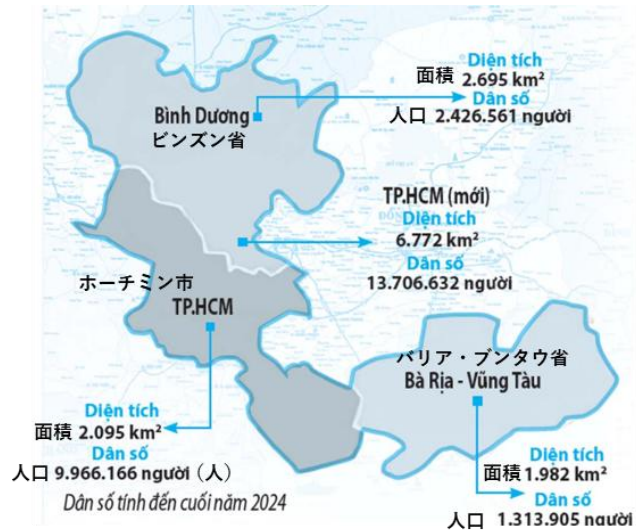 Diện tích
面積 2.695 km²
Dân số
人口 2.426.561 người
Bình Dương
ビンズン省
TP.HCM (mới)
Diện tích
6.772 km²
Dân số
13.706.632 người
ホーチミン市
TP.HCM
バリア・ブンタウ省
Bà Rịa - Vũng Tàu
Diện tích
面積 2.095 km²
Dân số
人口 9.966.166 người（人）
Dân số tính đến cuối năm 2024
Diện tích
面積 1.982 km²
Dân số
人口 1.313.905 người